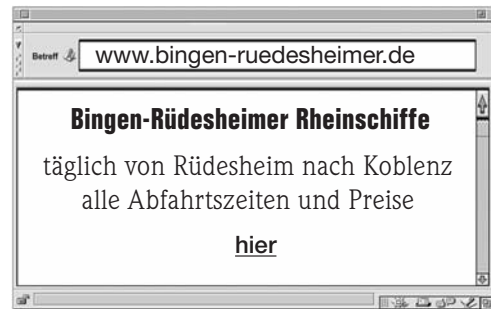 Betreff www.bingen-ruedesheimer.de
Bingen-Rüdesheimer Rheinschiffe
täglich von Rüdesheim nach Koblenz
alle Abfahrtszeiten und Preise
hier